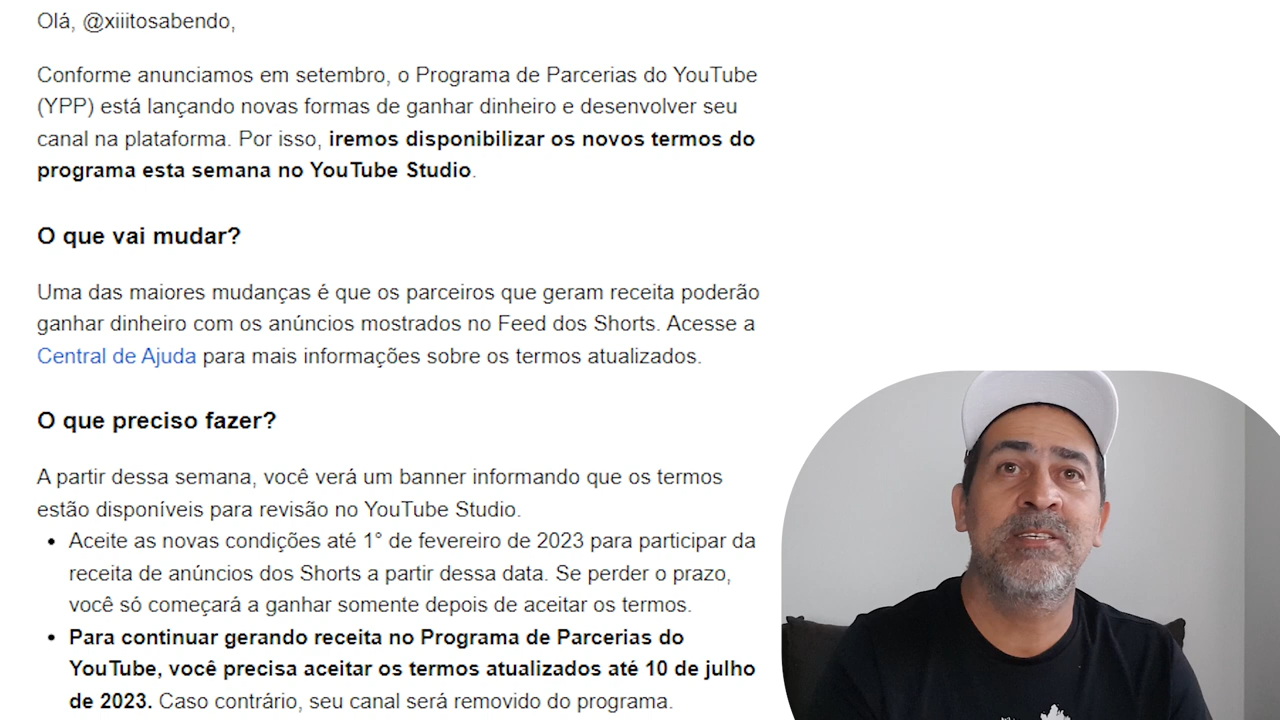 Olá, @xiiitosabendo,
Conforme anunciamos em setembro, o Programa de Parcerias do YouTube
(YPP) está lançando novas formas de ganhar dinheiro e desenvolver seu
canal na plataforma. Por isso, iremos disponibilizar os novos termos do
programa esta semana no YouTube Studio.
O que vai mudar?
Uma das maiores mudanças é que os parceiros que geram receita poderão
ganhar dinheiro com os anúncios mostrados no Feed dos Shorts. Acesse a
Central de Ajuda para mais informações sobre os termos atualizados.
O que preciso fazer?
A partir dessa semana, você verá um banner informando que os termos
estão disponíveis para revisão no YouTube Studio.
• Aceite as novas condições até 1° de fevereiro de 2023 para participar da
receita de anúncios dos Shorts a partir dessa data. Se perder o prazo,
você só começará a ganhar somente depois de aceitar os termos.
• Para continuar gerando receita no Programa de Parcerias do
YouTube, você precisa aceitar os termos atualizados até 10 de julho
de 2023. Caso contrário, seu canal será removido do programa.